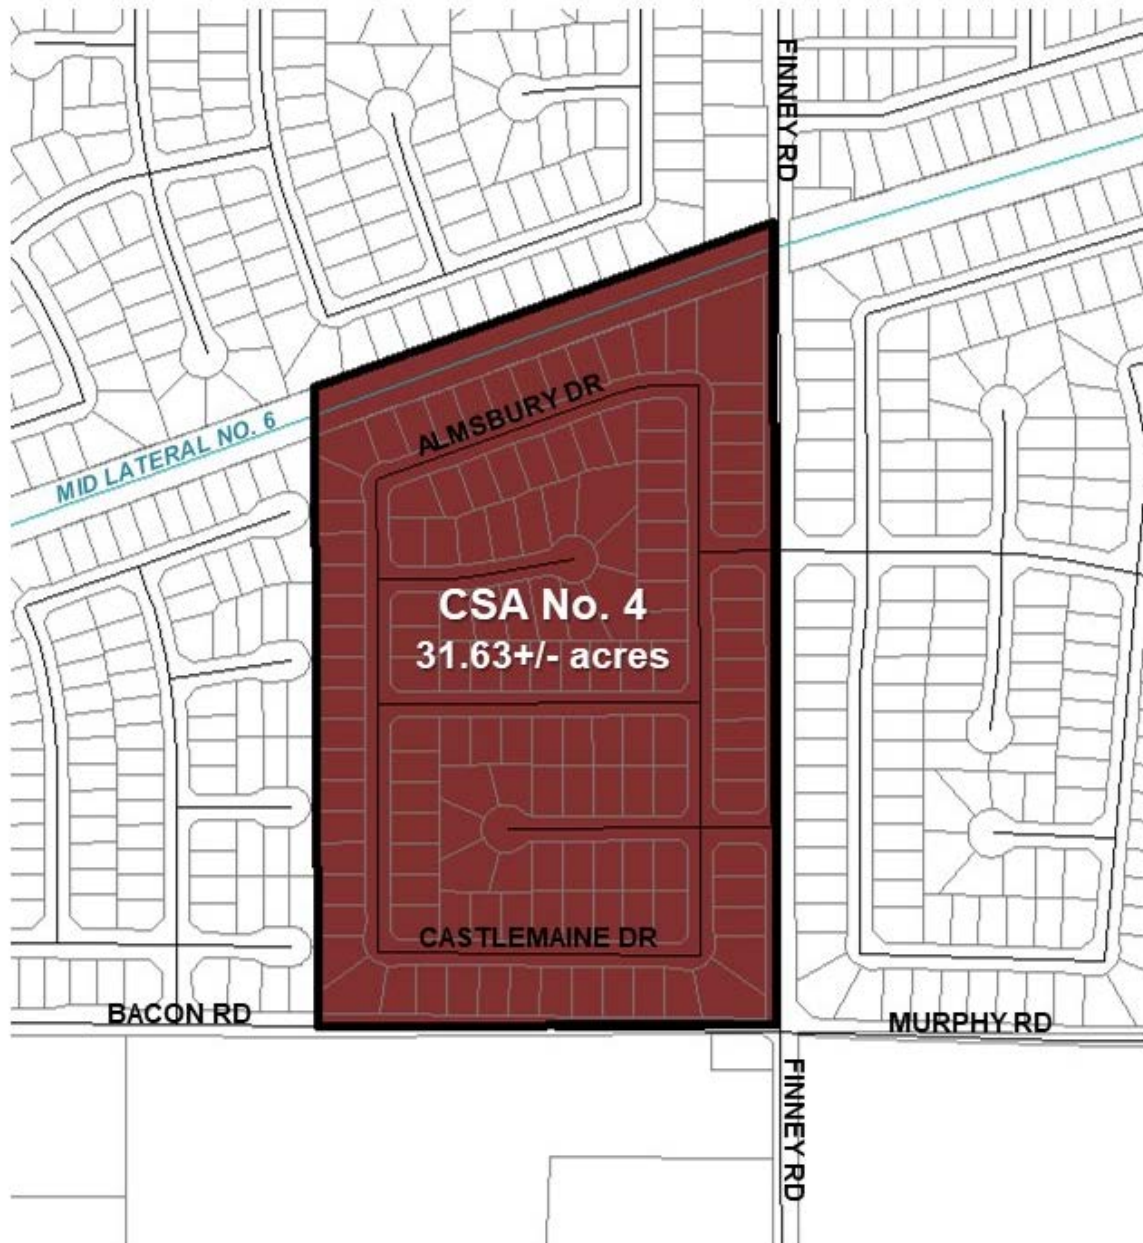 FINNEY RD
ALMSBURY DR
MID LATERAL NO. 6
CSA No. 4
31.63+/- acres
CASTLEMAINE DR
BACON RD
MURPHY RD
FINNEY RD